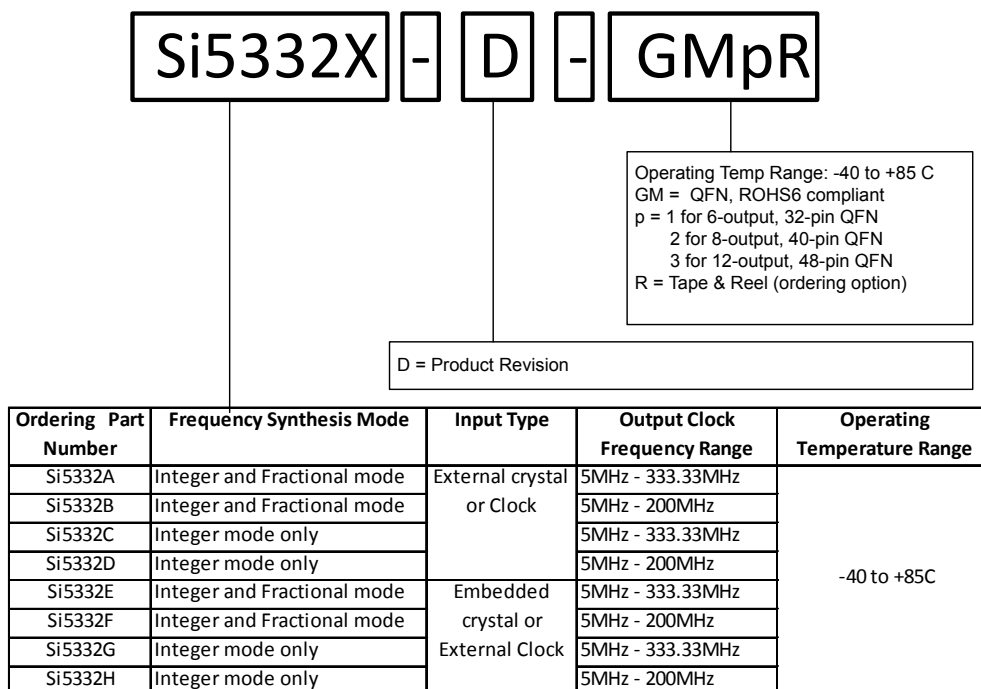 Si5332X - D - GMpR
Operating Temp Range: -40 to +85 C
GM = QFN, ROHS6 compliant
p = 1 for 6-output, 32-pin QFN
2 for 8-output, 40-pin QFN
3 for 12-output, 48-pin QFN
R = Tape & Reel (ordering option)
D = Product Revision
Ordering Part Number Frequency Synthesis Mode Input Type Output Clock Frequency Range Operating Temperature Range
Si5332A Integer and Fractional mode External crystal 5MHz - 333.33MHz
Si5332B Integer and Fractional mode or Clock 5MHz - 200MHz
Si5332C Integer mode only 5MHz - 333.33MHz
Si5332D Integer mode only 5MHz - 200MHz
-40 to +85C
Si5332E Integer and Fractional mode Embedded 5MHz - 333.33MHz
Si5332F Integer and Fractional mode crystal or 5MHz - 200MHz
Si5332G Integer mode only External Clock 5MHz - 333.33MHz
Si5332H Integer mode only 5MHz - 200MHz